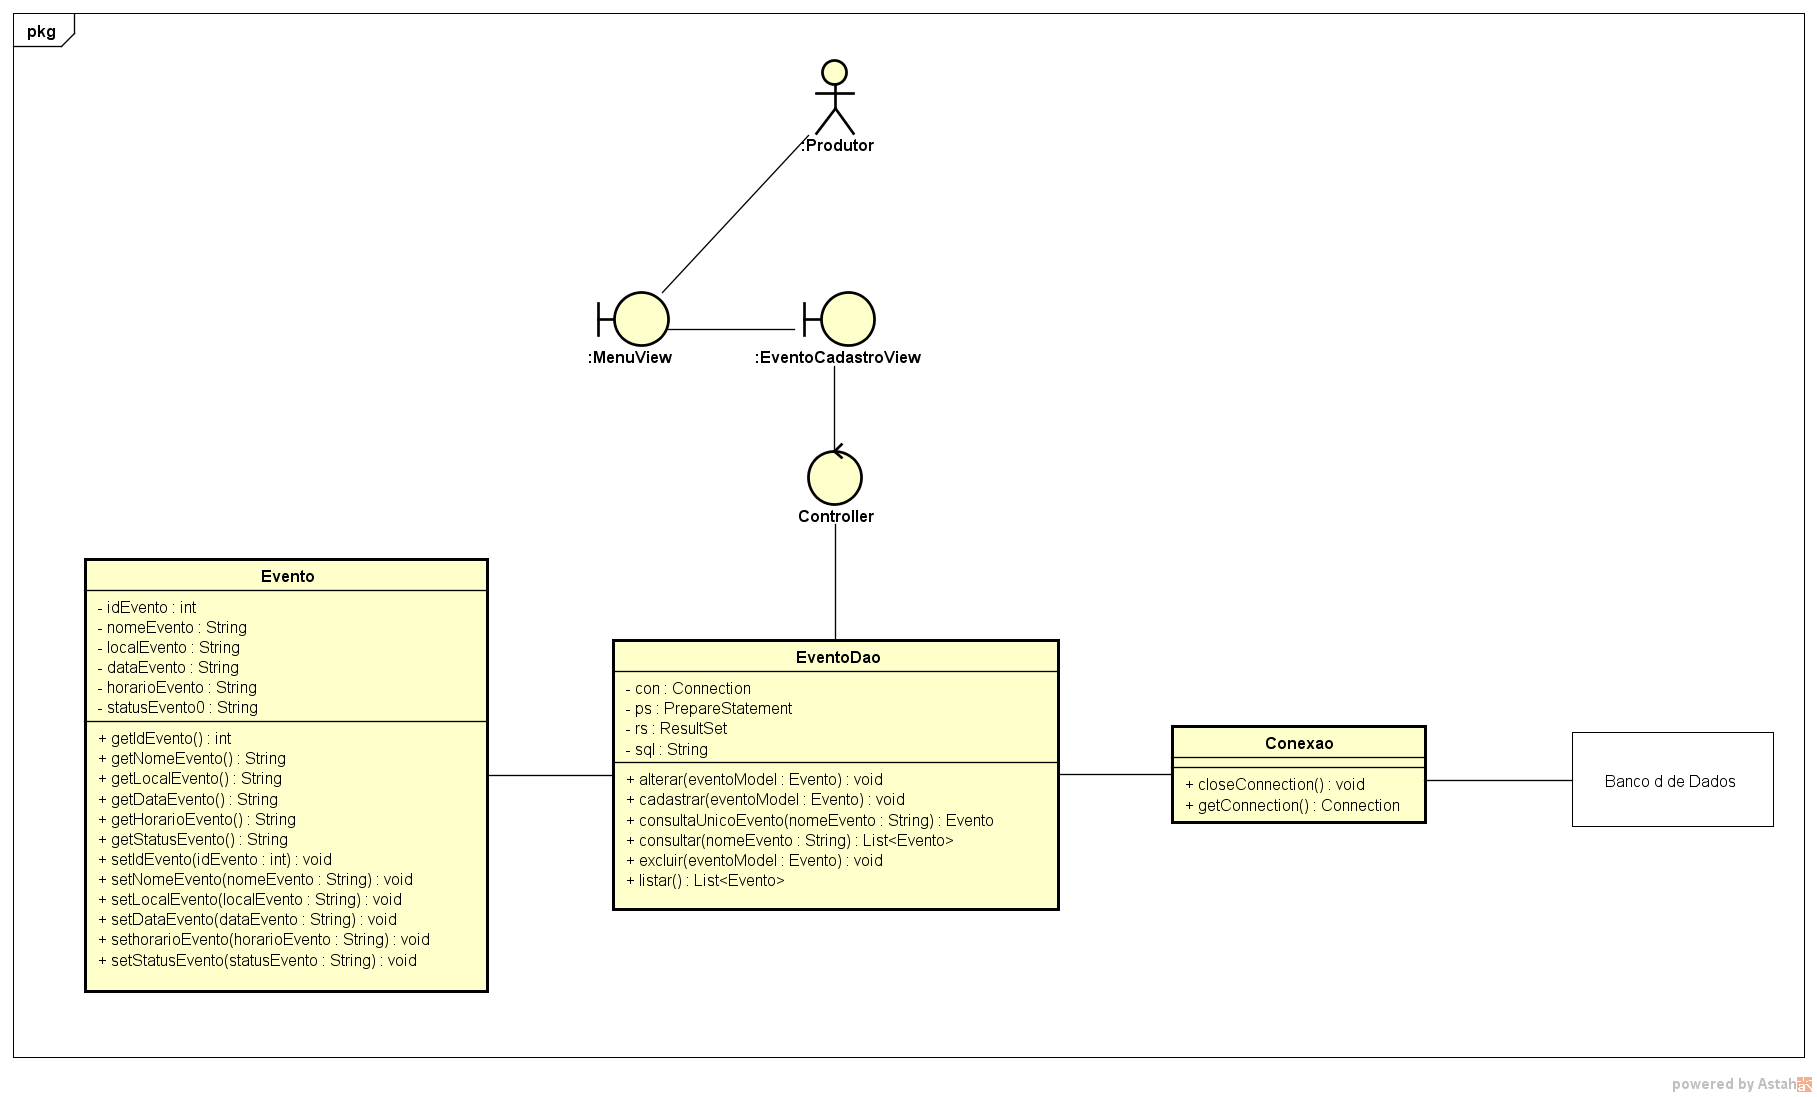 pkg
:Produtor
:MenuView
:EventoCadastroView
Controller
Evento
- idEvento : int
- nomeEvento : String
- localEvento : String
- dataEvento : String
- horarioEvento : String
- statusEvento0 : String
+ getIdEvento() : int
+ getNomeEvento() : String
+ getLocalEvento() : String
+ getDataEvento() : String
+ getHorarioEvento() : String
+ getStatusEvento() : String
+ setIdEvento(idEvento : int) : void
+ setNomeEvento(nomeEvento : String) : void
+ setLocalEvento(localEvento : String) : void
+ setDataEvento(dataEvento : String) : void
+ sethorarioEvento(horarioEvento : String) : void
+ setStatusEvento(statusEvento : String) : void
EventoDao
- con : Connection
- ps : PrepareStatement
- rs : ResultSet
- sql : String
+ alterar(eventoModel : Evento) : void
+ cadastrar(eventoModel : Evento) : void
+ consultaUnicoEvento(nomeEvento : String) : Evento
+ consultar(nomeEvento : String) : List<Evento>
+ excluir(eventoModel : Evento) : void
+ listar() : List<Evento>
Conexao
+ closeConnection() : void
+ getConnection() : Connection
Banco d de Dados
powered by Astah